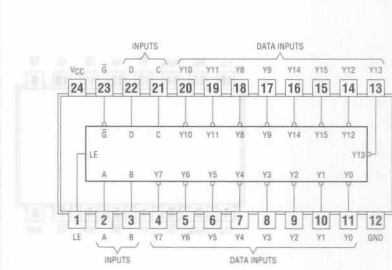 INPUTS DATA INPUTS
VCC G̅ D C Y10 Y11 Y8 Y9 Y14 Y15 Y12 Y13
24 23 22 21 20 19 18 17 16 15 14 13
G̅ D C Y10 Y11 Y8 Y9 Y14 Y15 Y12
LE Y13
A B Y7 Y6 Y5 Y4 Y3 Y2 Y1 Y0
1 2 3 4 5 6 7 8 9 10 11 12
LE A B Y7 Y6 Y5 Y4 Y3 Y2 Y1 Y0 GND
INPUTS DATA INPUTS